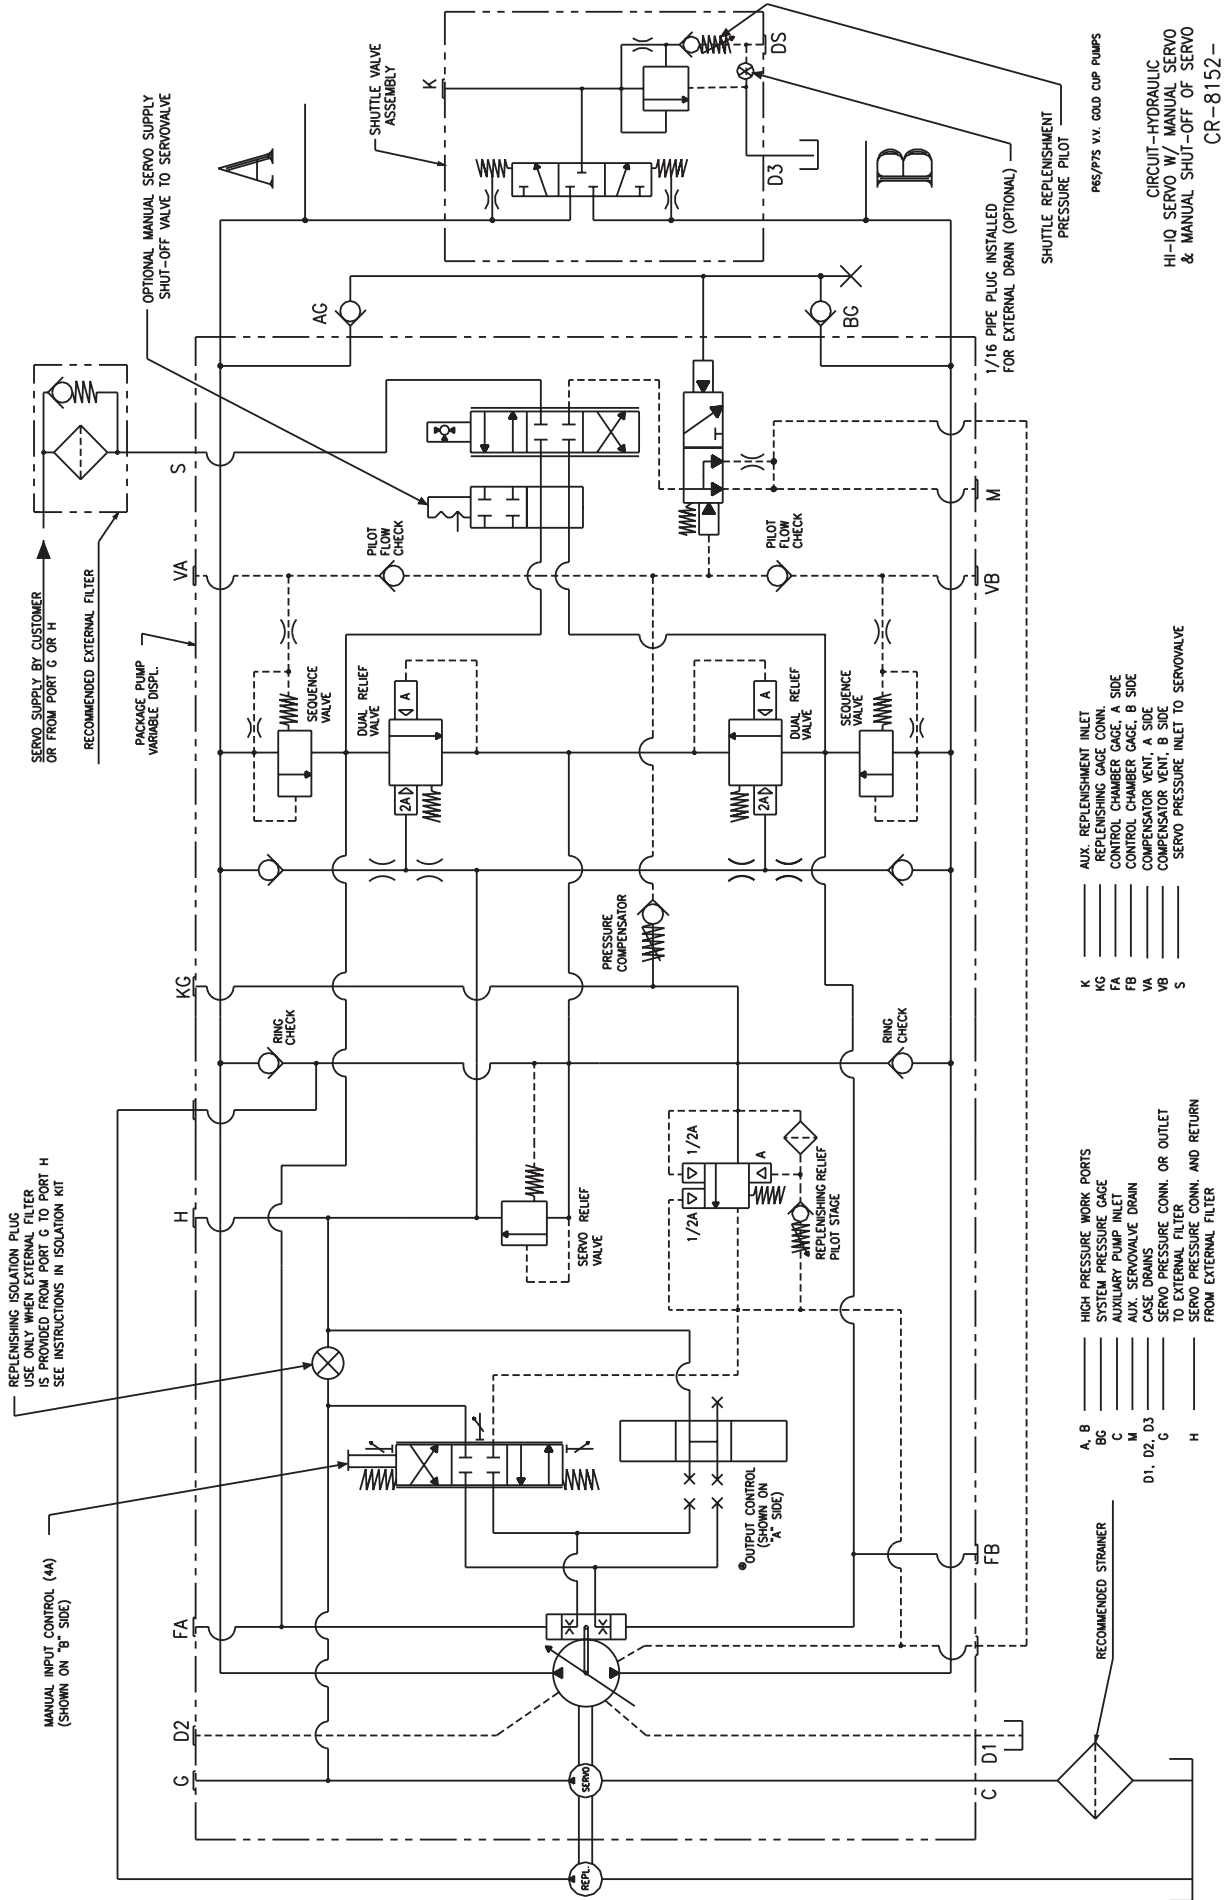 REPLENISHING ISOLATION PLUG
USE ONLY WHEN EXTERNAL FILTER
IS PROVIDED FROM PORT G TO PORT H
SEE INSTRUCTIONS IN ISOLATION KIT
MANUAL INPUT CONTROL (4A)
(SHOWN ON "B" SIDE)
SERVO SUPPLY BY CUSTOMER
OR FROM PORT G OR H
RECOMMENDED EXTERNAL FILTER
PACKAGE PUMP
VARIABLE DISPL.
OPTIONAL MANUAL SERVO SUPPLY
SHUT-OFF VALVE TO SERVOVALVE
SHUTTLE VALVE
ASSEMBLY
G
D2
FA
H
KG
VA
S
A
K
RING
CHECK
SEQUENCE
VALVE
DUAL RELIEF
VALVE
A
2A
PILOT
FLOW
CHECK
AG
DS
D3
SERVO RELIEF
VALVE
PRESSURE
COMPENSATOR
1/2A
1/2A
A
REPLENISHING RELIEF
PILOT STAGE
OUTPUT CONTROL
(SHOWN ON
"A" SIDE)
REPL.
SERVO
DUAL RELIEF
VALVE
A
2A
SEQUENCE
VALVE
PILOT
FLOW
CHECK
RING
CHECK
BG
B
C
D1
FB
VB
M
1/16 PIPE PLUG INSTALLED
FOR EXTERNAL DRAIN (OPTIONAL)
SHUTTLE REPLENISHMENT
PRESSURE PILOT
RECOMMENDED STRAINER
A, B HIGH PRESSURE WORK PORTS
BG SYSTEM PRESSURE GAGE
C AUXILIARY PUMP INLET
M AUX. SERVOVALVE DRAIN
D1, D2, D3 CASE DRAINS
G SERVO PRESSURE CONN. OR OUTLET
TO EXTERNAL FILTER
H SERVO PRESSURE CONN. AND RETURN
FROM EXTERNAL FILTER
K AUX. REPLENISHMENT INLET
KG REPLENISHING GAGE CONN.
FA CONTROL CHAMBER GAGE, A SIDE
FB CONTROL CHAMBER GAGE, B SIDE
VA COMPENSATOR VENT, A SIDE
VB COMPENSATOR VENT, B SIDE
S SERVO PRESSURE INLET TO SERVOVALVE
P6S/P7S V.V. GOLD CUP PUMPS
CIRCUIT-HYDRAULIC
HI-IQ SERVO W/ MANUAL SERVO
& MANUAL SHUT-OFF OF SERVO
CR-8152-